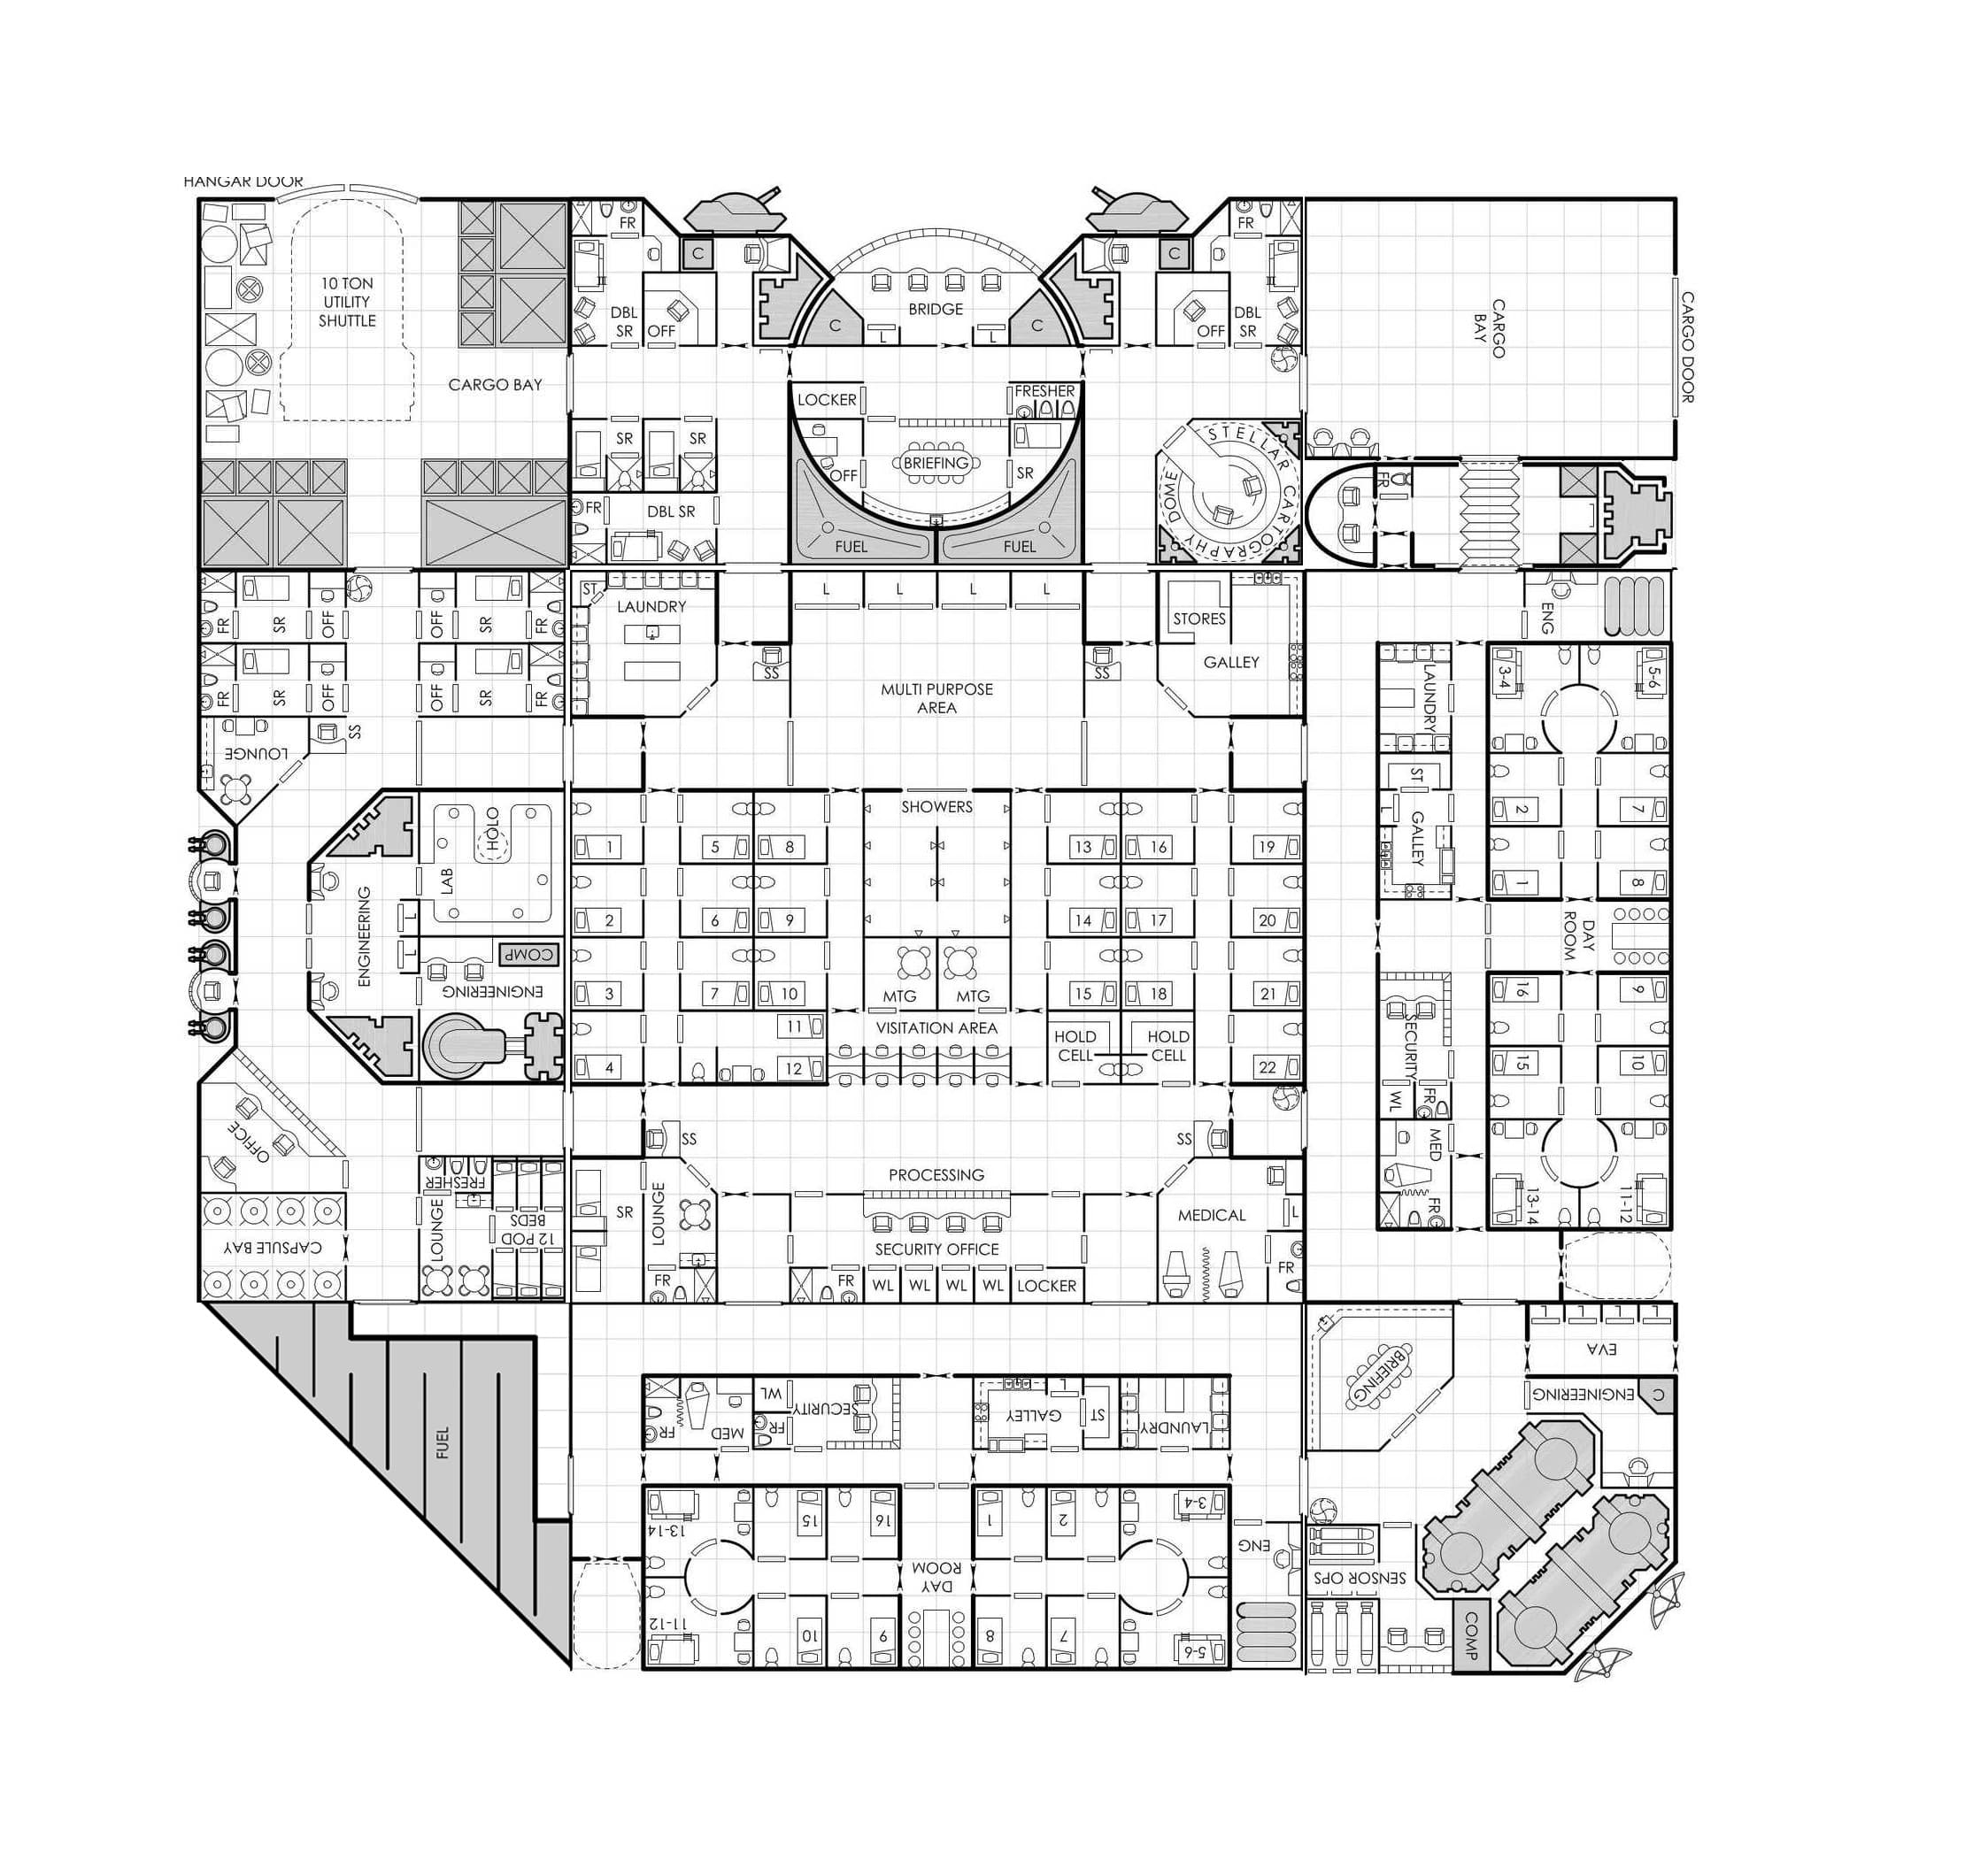 HANGAR DOOR
10 TON
UTILITY
SHUTTLE
CARGO BAY
FR
C
DBL
SR
OFF
C
L
BRIDGE
L
C
C
FR
OFF
DBL
SR
CARGO
BAY
CARGO DOOR
LOCKER
FRESHER
SR
SR
OFF
BRIEFING
SR
FR
DBL SR
FUEL
FUEL
STELLAR
CARTOGRAPHY
DOME
FR
FR
SR
OFF
OFF
SR
FR
FR
SR
OFF
OFF
SR
FR
LOUNGE
SS
ST
LAUNDRY
L
L
L
L
SS
MULTI PURPOSE
AREA
SS
STORES
GALLEY
ENG
LAUNDRY
3-4
5-6
ST
L
GALLEY
2
7
1
8
DAY
ROOM
SECURITY
16
9
15
10
WL
FR
MED
FR
13-14
11-12
HOLO
LAB
ENGINEERING
L
L
COMP
ENGINEERING
SHOWERS
1
5
8
13
16
19
2
6
9
14
17
20
3
7
10
MTG
MTG
15
18
21
11
VISITATION AREA
HOLD
CELL
HOLD
CELL
4
12
22
OFFICE
CAPSULE BAY
FRESHER
LOUNGE
BEDS
12 POD
SS
SS
PROCESSING
SR
LOUNGE
FR
SECURITY OFFICE
FR
WL
WL
WL
WL
LOCKER
MEDICAL
L
FR
FUEL
FR
MED
WL
FR
SECURITY
GALLEY
L
ST
LAUNDRY
13-14
15
16
1
2
3-4
DAY
ROOM
11-12
10
9
8
7
5-6
ENG
BRIEFING
L
L
L
L
EVA
ENGINEERING
C
SENSOR OPS
COMP